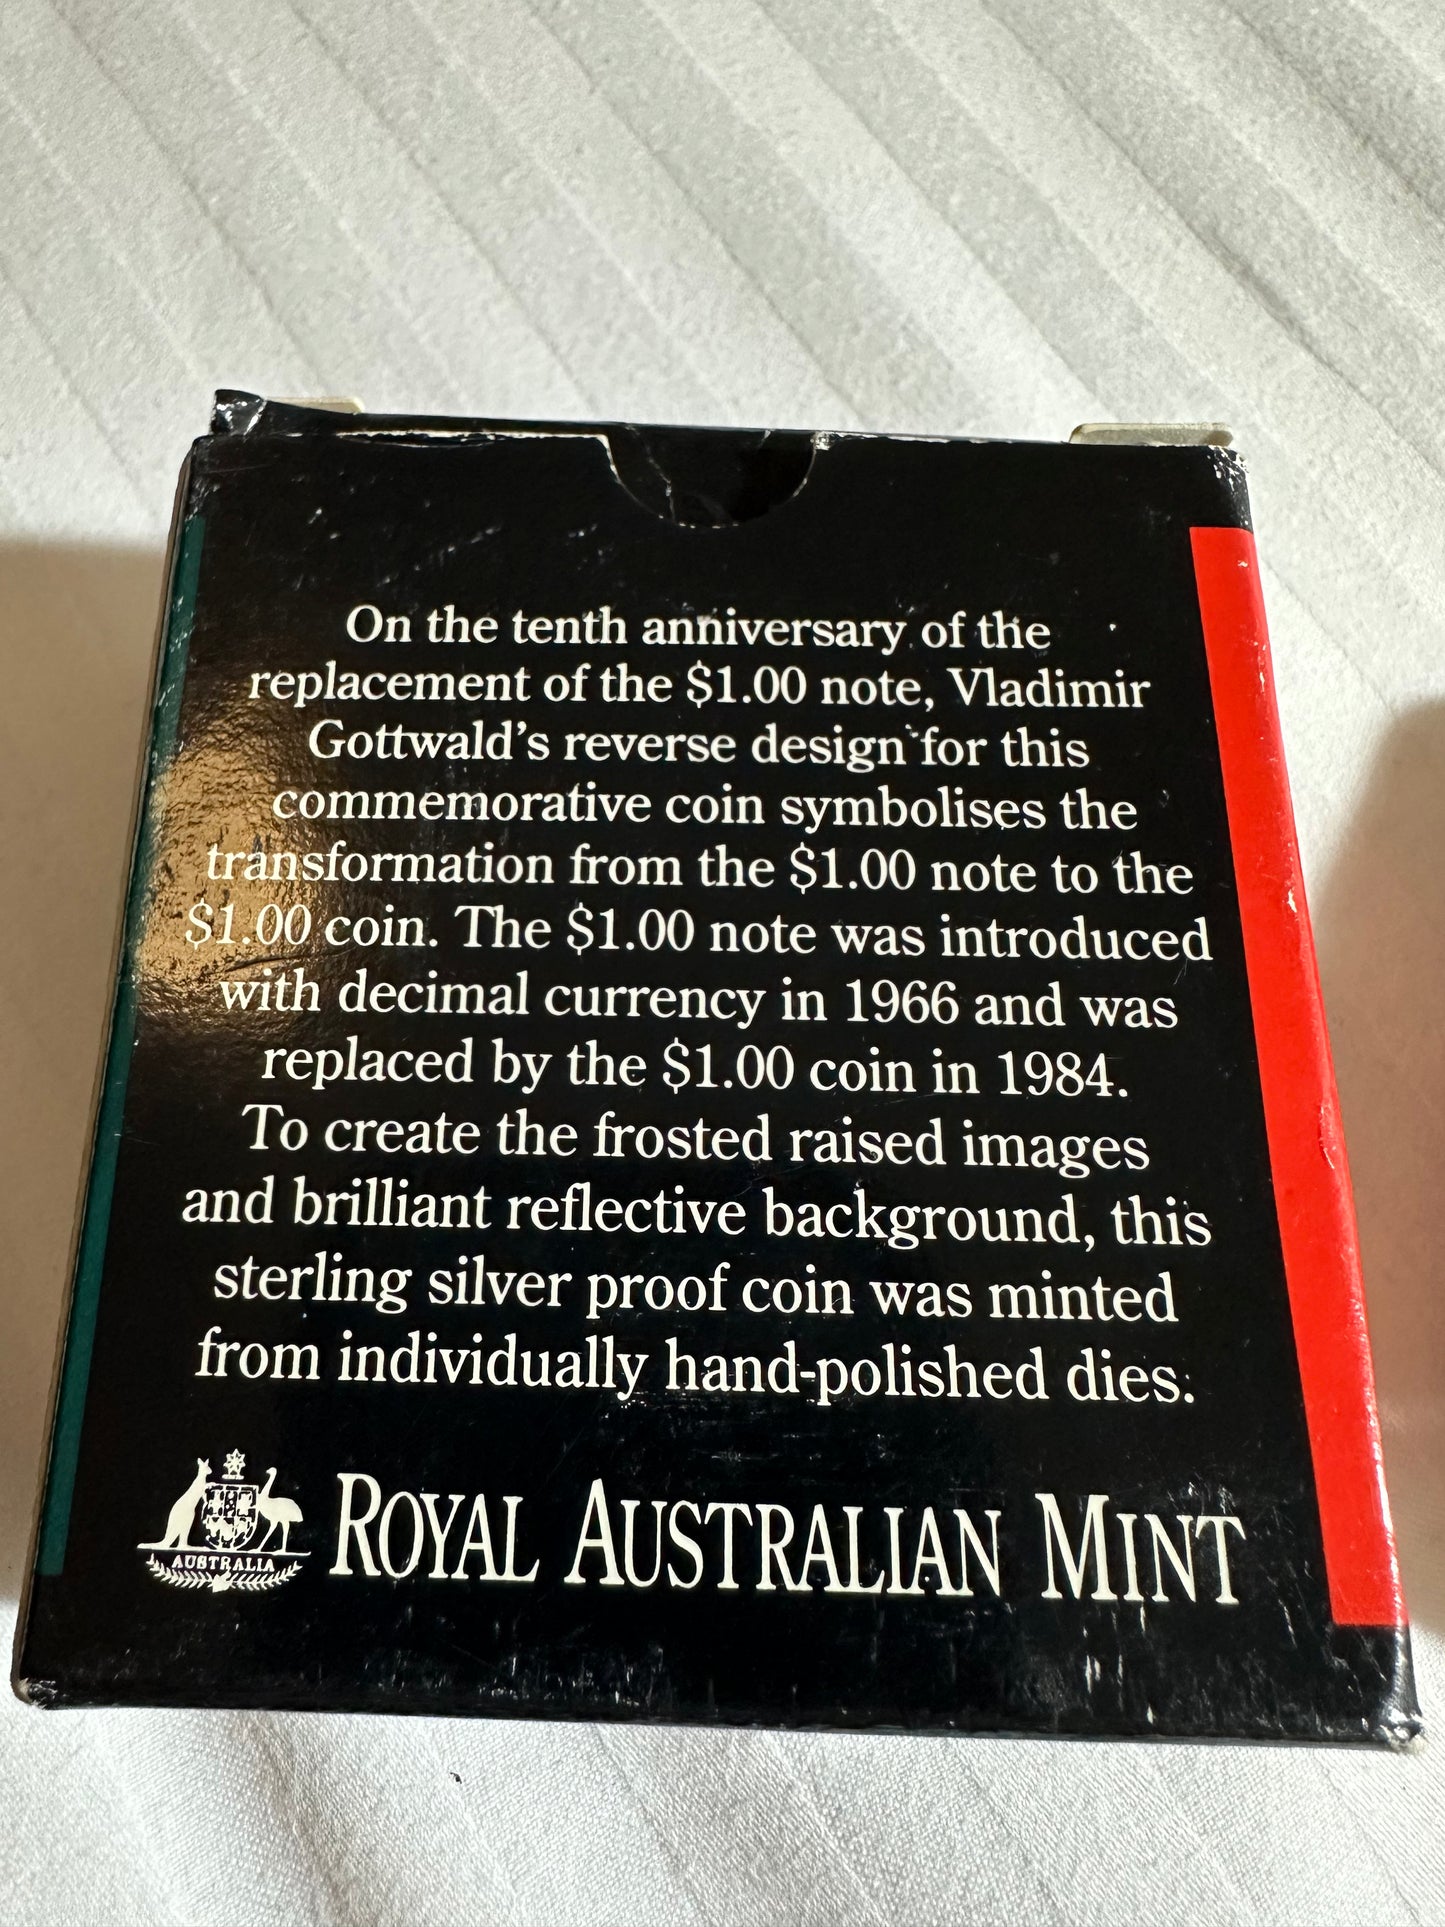 On the tenth anniversary of the
replacement of the $1.00 note, Vladimir
Gottwald's reverse design for this
commemorative coin symbolises the
transformation from the $1.00 note to the
$1.00 coin. The $1.00 note was introduced
with decimal currency in 1966 and was
replaced by the $1.00 coin in 1984.
To create the frosted raised images
and brilliant reflective background, this
sterling silver proof coin was minted
from individually hand-polished dies.
AUSTRALIA
ROYAL AUSTRALIAN MINT